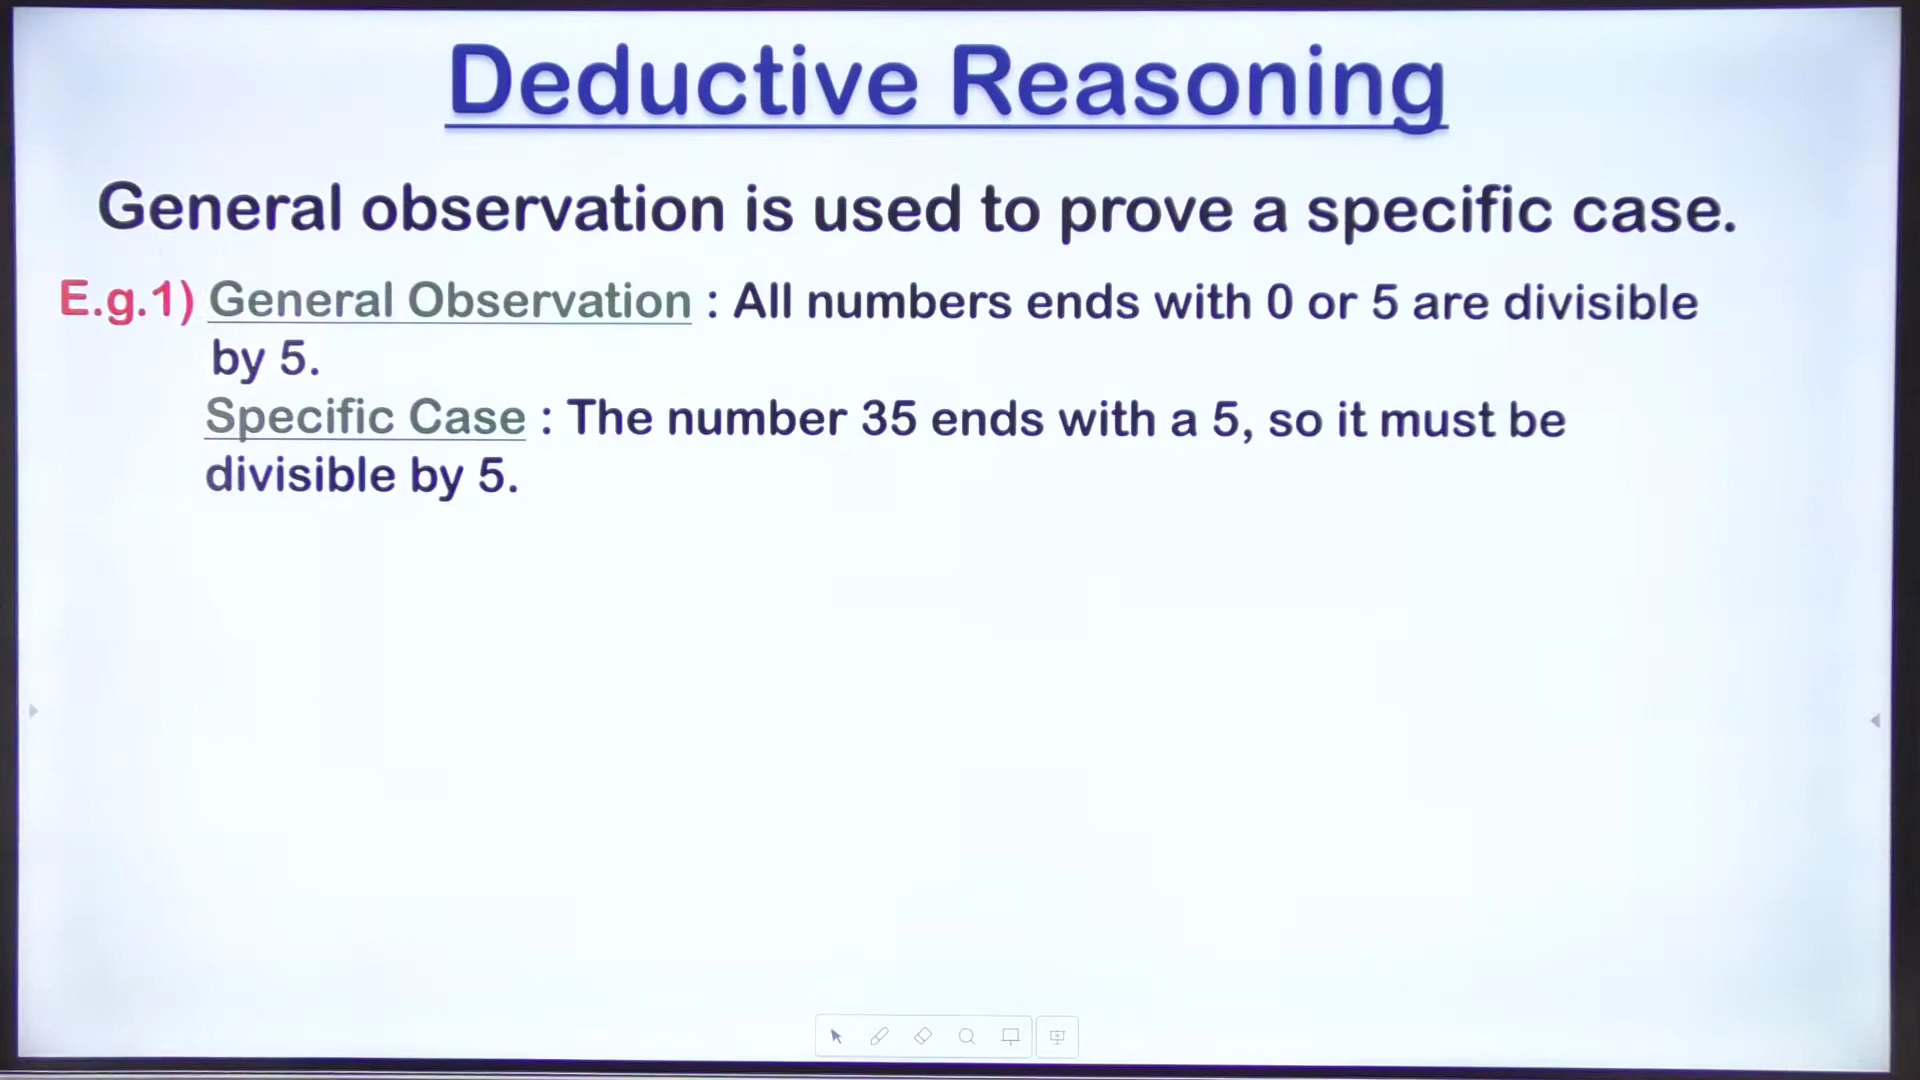 Deductive Reasoning
General observation is used to prove a specific case.
E.g.1) General Observation : All numbers ends with 0 or 5 are divisible
by 5.
Specific Case : The number 35 ends with a 5, so it must be
divisible by 5.